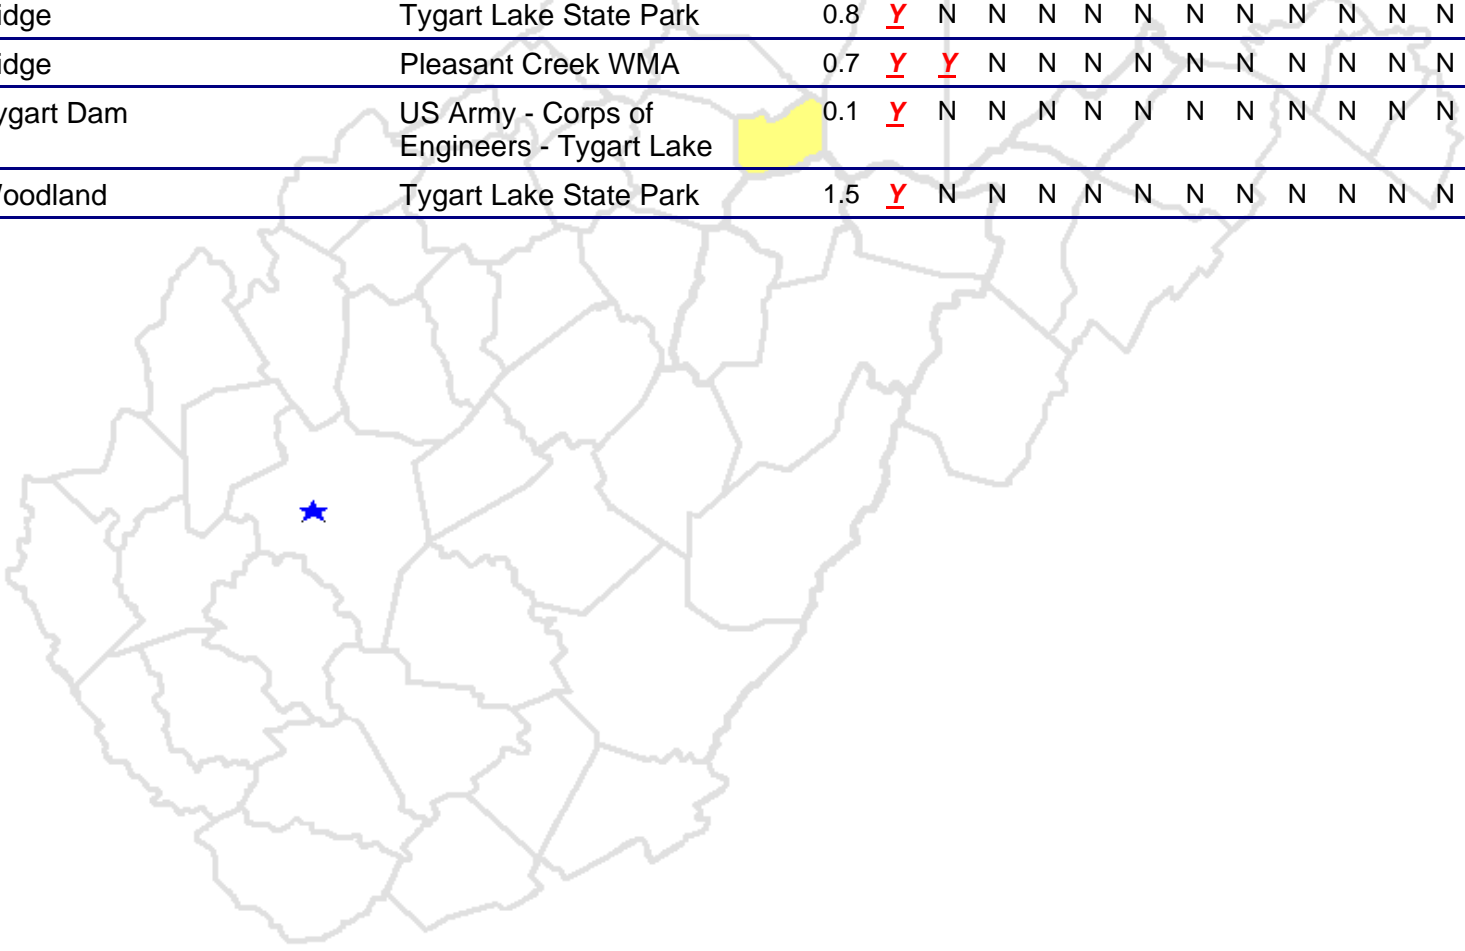 idge Tygart Lake State Park 0.8 Y N N N N N N N N N N N
idge Pleasant Creek WMA 0.7 Y Y N N N N N N N N N N
ygart Dam US Army - Corps of 0.1 Y N N N N N N N N N N N
Engineers - Tygart Lake
oodland Tygart Lake State Park 1.5 Y N N N N N N N N N N N